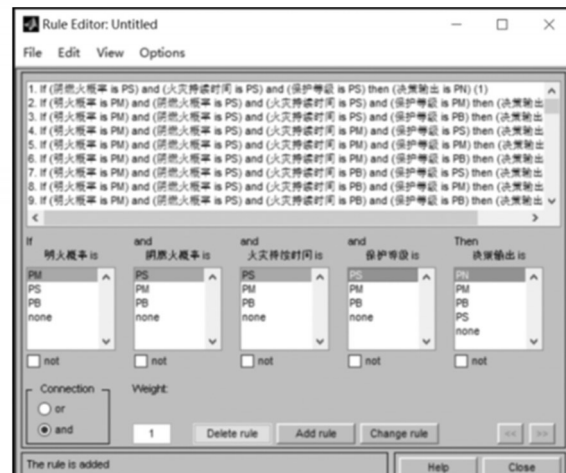 Rule Editor: Untitled
File Edit View Options
1. If (阴燃火概率 is PS) and (火灾持续时间 is PS) and (保护等级 is PS) then (决策输出 is PN) (1)
2. If (明火概率 is PM) and (阴燃火概率 is PS) and (火灾持续时间 is PS) and (保护等级 is PM) then (决策输出
3. If (明火概率 is PM) and (阴燃火概率 is PS) and (火灾持续时间 is PS) and (保护等级 is PB) then (决策输出
4. If (明火概率 is PM) and (阴燃火概率 is PS) and (火灾持续时间 is PM) and (保护等级 is PS) then (决策输出
5. If (明火概率 is PM) and (阴燃火概率 is PS) and (火灾持续时间 is PM) and (保护等级 is PM) then (决策输出
6. If (明火概率 is PM) and (阴燃火概率 is PS) and (火灾持续时间 is PM) and (保护等级 is PB) then (决策输出
7. If (明火概率 is PM) and (阴燃火概率 is PS) and (火灾持续时间 is PB) and (保护等级 is PS) then (决策输出
8. If (明火概率 is PM) and (阴燃火概率 is PS) and (火灾持续时间 is PB) and (保护等级 is PM) then (决策输出
9. If (明火概率 is PM) and (阴燃火概率 is PS) and (火灾持续时间 is PB) and (保护等级 is PB) then (决策输出
If and and and Then
明火概率 is 阴燃火概率 is 火灾持续时间 is 保护等级 is 决策输出 is
PM PS PS PS PN
PS PM PM PM PM
PB PB PB PB PB
none none none none PS
none
not not not not not
Connection Weight:
or
and 1 Delete rule Add rule Change rule << >>
The rule is added Help Close